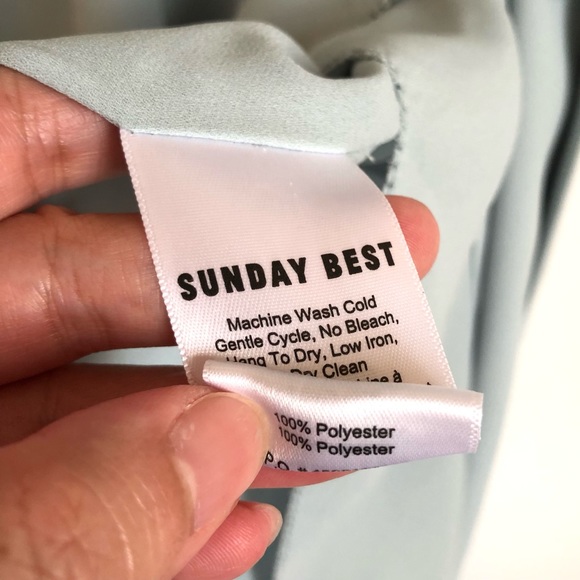 SUNDAY BEST
Machine Wash Cold
Gentle Cycle, No Bleach,
Hang To Dry, Low Iron,
Dry Clean
à
100% Polyester
100% Polyester
P.O. #